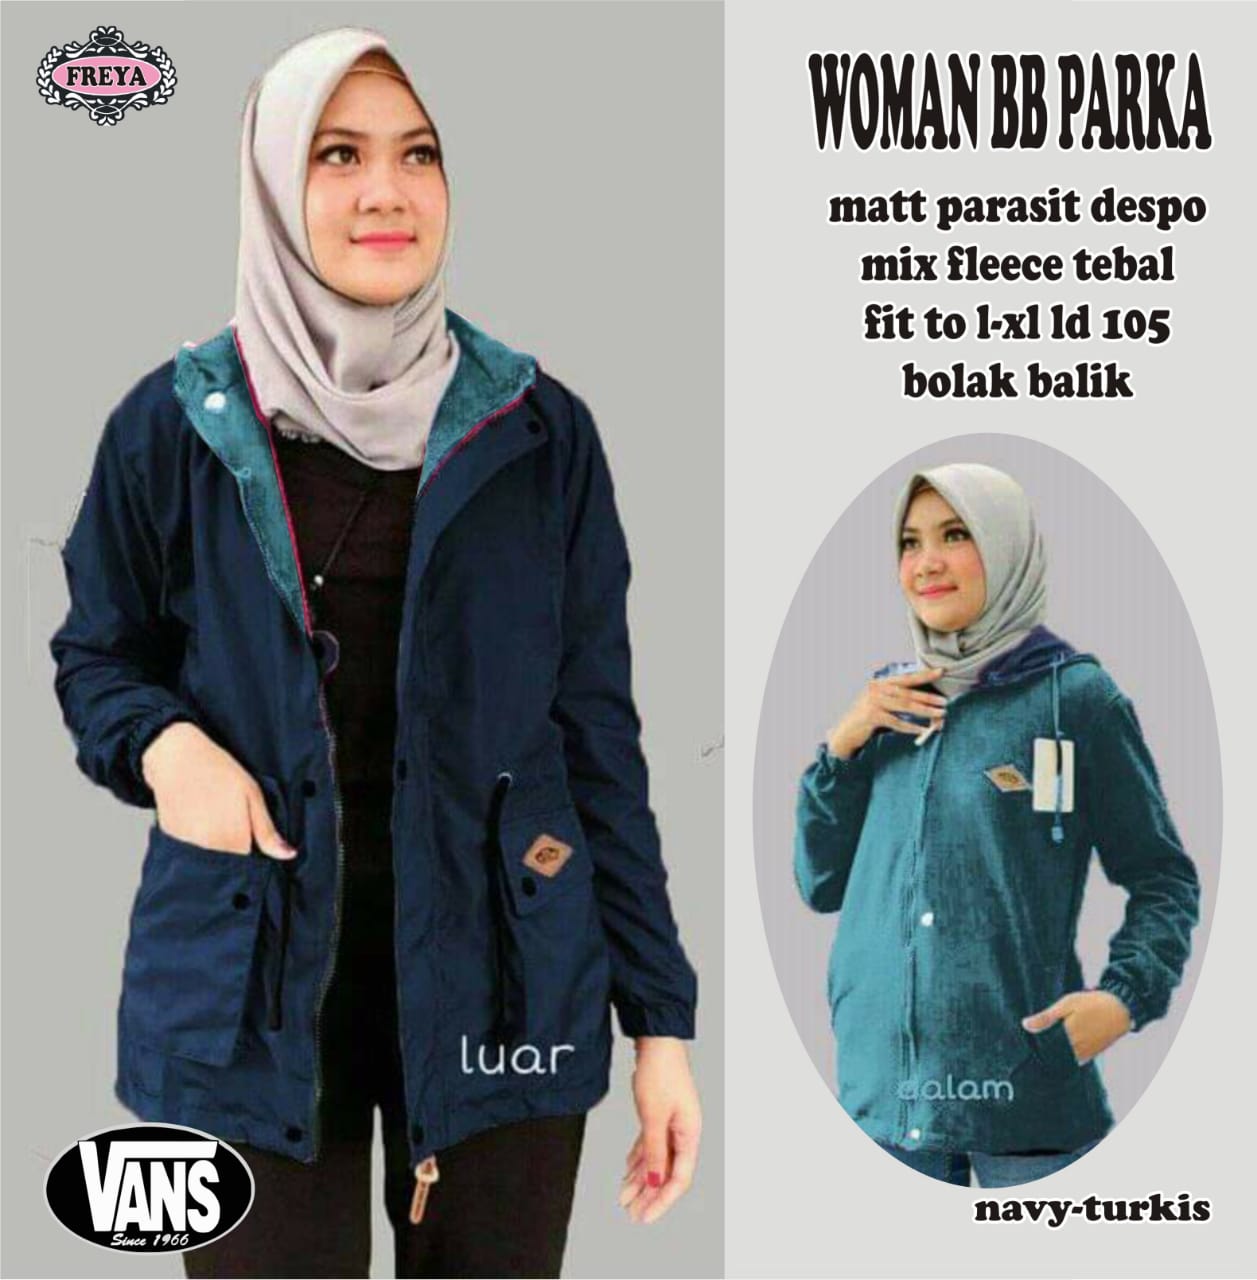 FREYA
WOMAN BB PARKA
matt parasit despo
mix fleece tebal
fit to l-xl ld 105
bolak balik
luar
dalam
VANS
Since 1966
navy-turkis